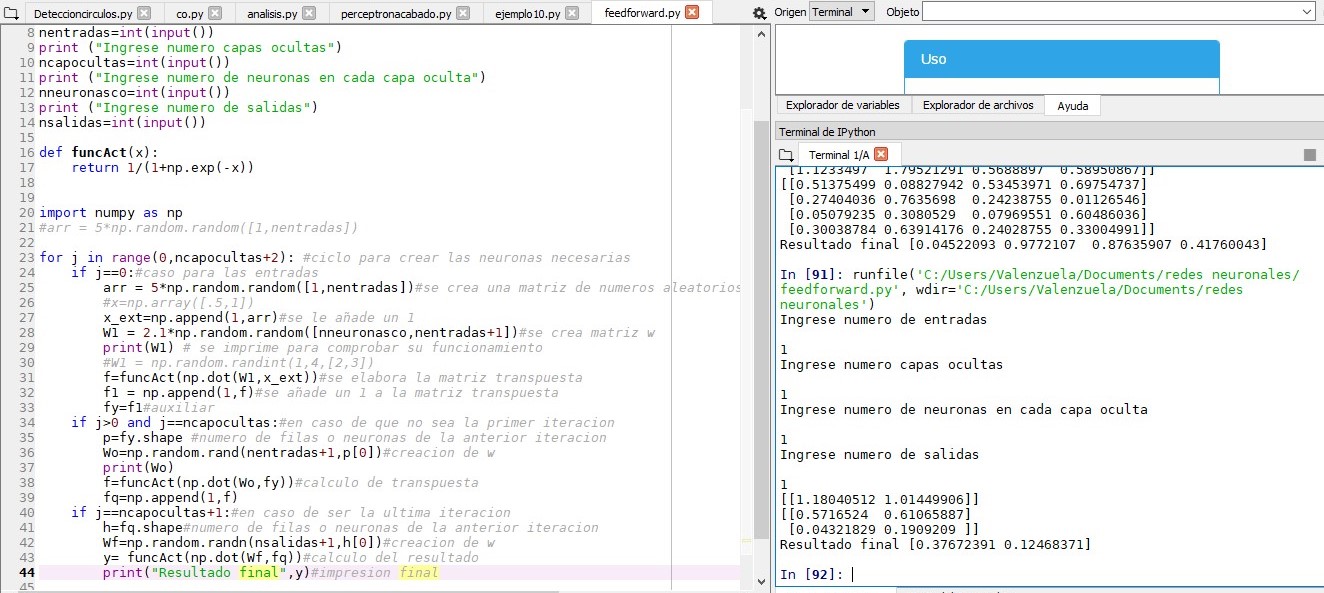 Deteccioncirculos.py co.py analisis.py perceptronacabado.py ejemplo10.py feedforward.py
8 nentradas=int(input())
9 print ("Ingrese numero capas ocultas")
10 ncapocultas=int(input())
11 print ("Ingrese numero de neuronas en cada capa oculta")
12 nneuronasco=int(input())
13 print ("Ingrese numero de salidas")
14 nsalidas=int(input())
15
16 def funcAct(x):
17     return 1/(1+np.exp(-x))
18
19
20 import numpy as np
21 #arr = 5*np.random.random([1,nentradas])
22
23 for j in range(0,ncapocultas+2): #ciclo para crear las neuronas necesarias
24     if j==0:#caso para las entradas
25         arr = 5*np.random.random([1,nentradas])#se crea una matriz de numeros aleatorios
26         #x=np.array([.5,1])
27         x_ext=np.append(1,arr)#se le añade un 1
28         W1 = 2.1*np.random.random([nneuronasco,nentradas+1])#se crea matriz w
29         print(W1) # se imprime para comprobar su funcionamiento
30         #W1 = np.random.randint(1,4,[2,3])
31         f=funcAct(np.dot(W1,x_ext))#se elabora la matriz transpuesta
32         f1 = np.append(1,f)#se añade un 1 a la matriz transpuesta
33         fy=f1#auxiliar
34     if j>0 and j==ncapocultas:#en caso de que no sea la primer iteracion
35         p=fy.shape #numero de filas o neuronas de la anterior iteracion
36         Wo=np.random.rand(nentradas+1,p[0])#creacion de w
37         print(Wo)
38         f=funcAct(np.dot(Wo,fy))#calculo de transpuesta
39         fq=np.append(1,f)
40     if j==ncapocultas+1:#en caso de ser la ultima iteracion
41         h=fq.shape#numero de filas o neuronas de la anterior iteracion
42         Wf=np.random.randn(nsalidas+1,h[0])#creacion de w
43         y= funcAct(np.dot(Wf,fq))#calculo del resultado
44         print("Resultado final",y)#impresion final
45
Origen Terminal Objeto
Uso
Explorador de variables Explorador de archivos Ayuda
Terminal de IPython
Terminal 1/A
[1.1233497  1.79521291 0.5688897  0.58950867]]
[[0.51375499 0.08827942 0.53453971 0.69754737]
 [0.27404036 0.7635698  0.24238755 0.01126546]
 [0.05079235 0.3080529  0.07969551 0.60486036]
 [0.30038784 0.63914176 0.24028755 0.33004991]]
Resultado final [0.04522093 0.9772107  0.87635907 0.41760043]
In [91]: runfile('C:/Users/Valenzuela/Documents/redes neuronales/
feedforward.py', wdir='C:/Users/Valenzuela/Documents/redes
neuronales')
Ingrese numero de entradas
1
Ingrese numero capas ocultas
1
Ingrese numero de neuronas en cada capa oculta
1
Ingrese numero de salidas
1
[[1.18040512 1.01449906]]
[[0.5716524  0.61065887]
 [0.04321829 0.1909209 ]]
Resultado final [0.37672391 0.12468371]
In [92]: